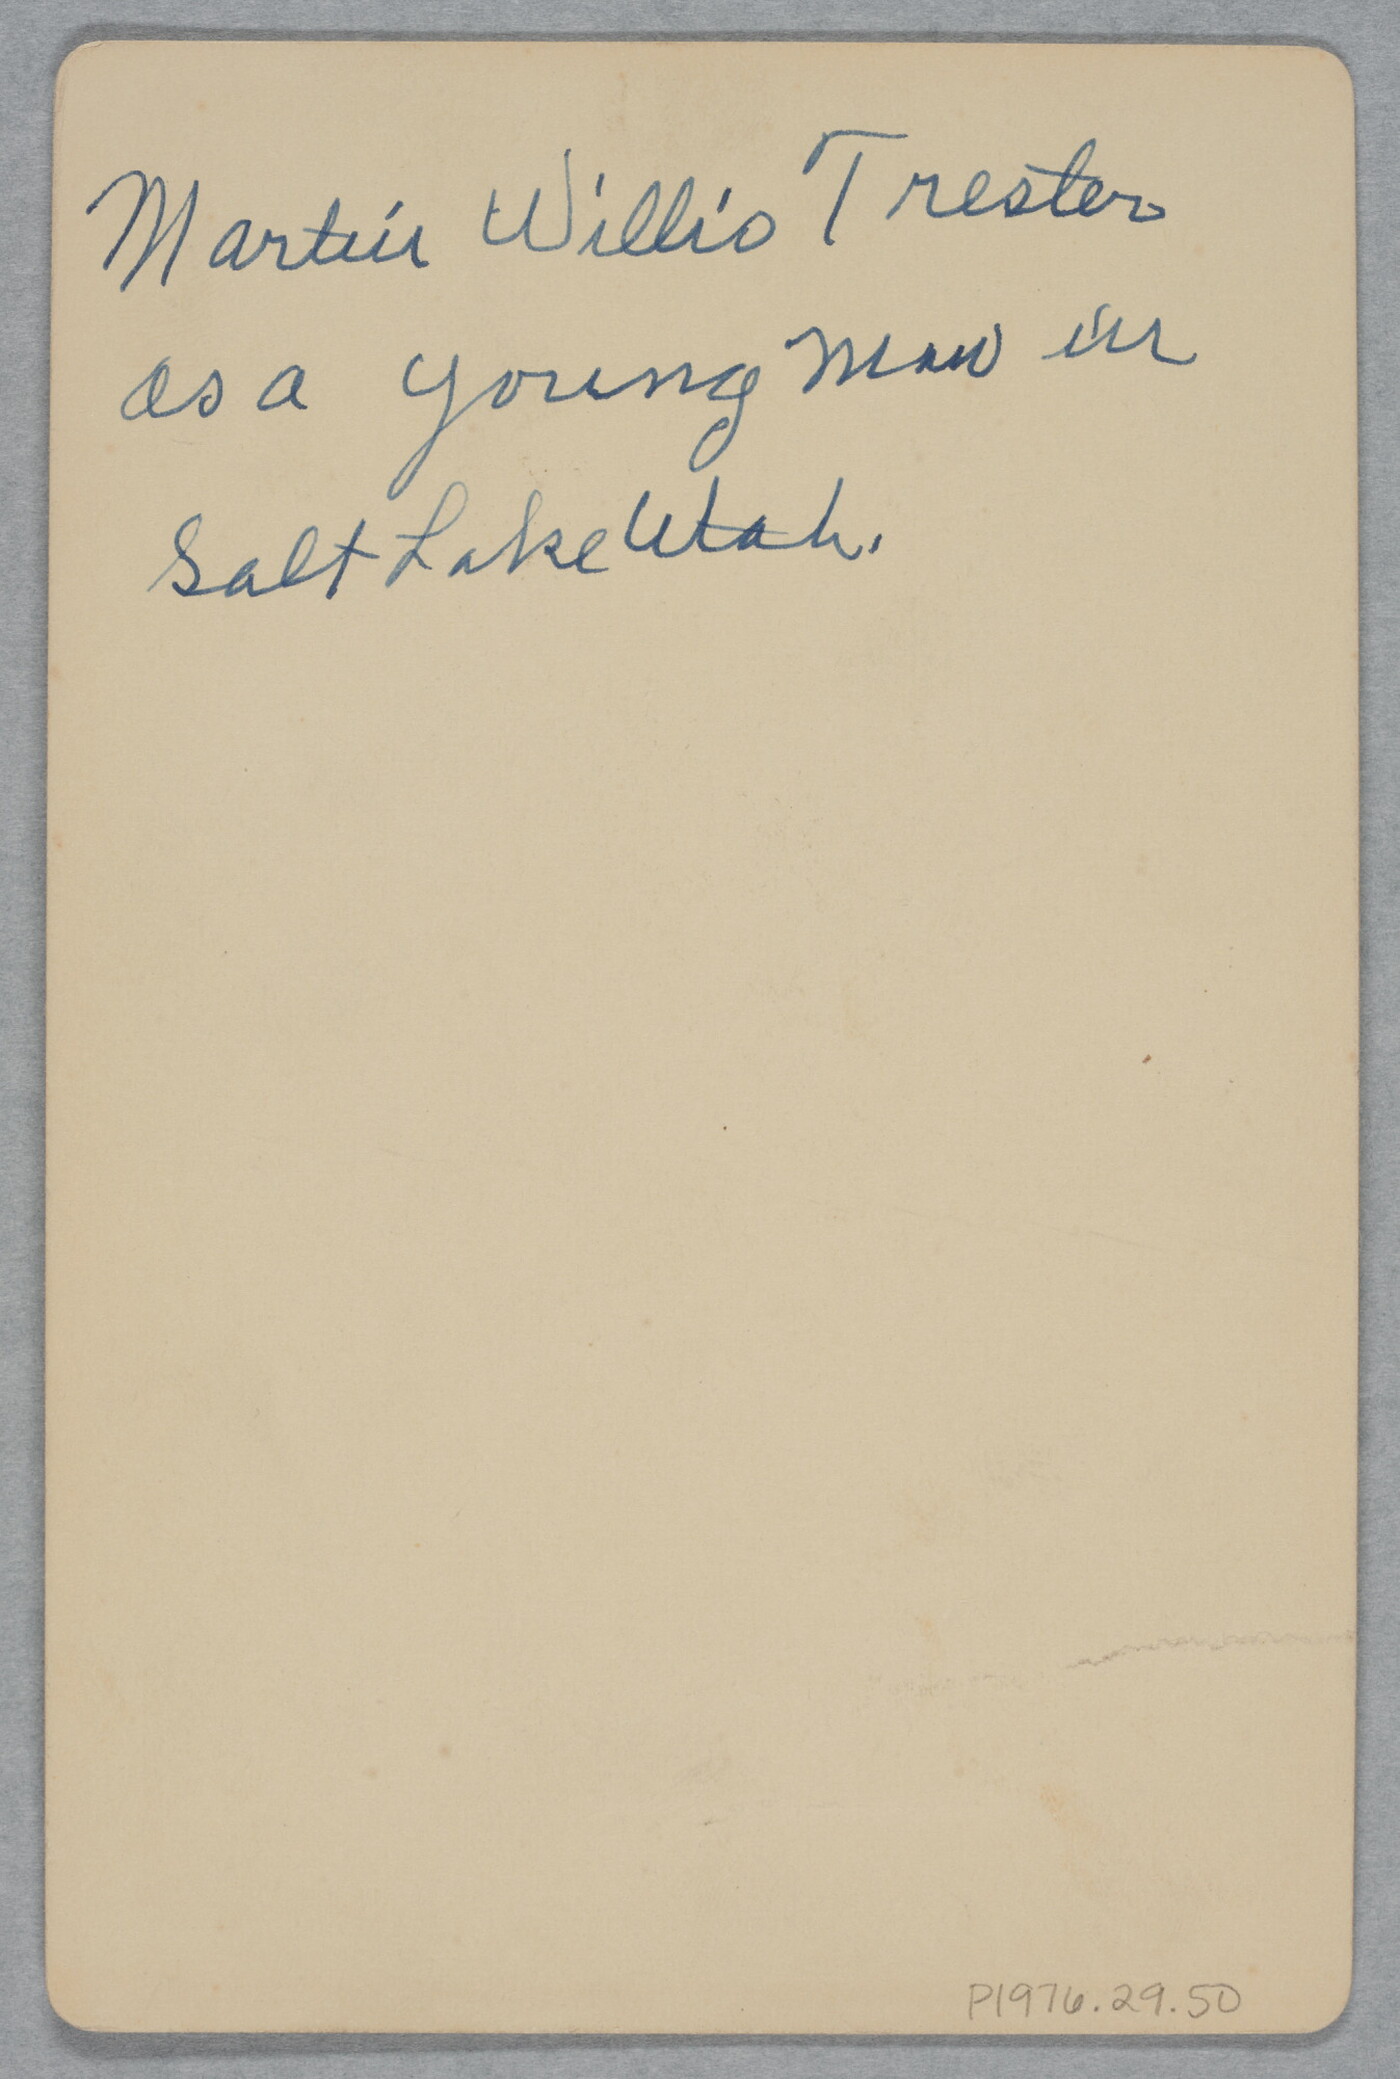 Martin Willis Trester
as a young man in
Salt Lake Utah.
P1976.29.50